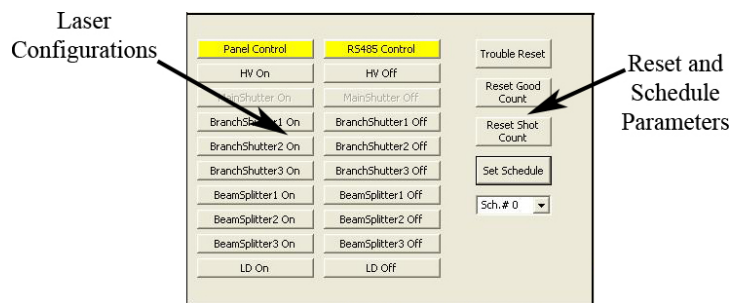 Laser
Configurations
Panel Control
RS485 Control
HV On
HV Off
MainShutter On
MainShutter Off
BranchShutter1 On
BranchShutter1 Off
BranchShutter2 On
BranchShutter2 Off
BranchShutter3 On
BranchShutter3 Off
BeamSplitter1 On
BeamSplitter1 Off
BeamSplitter2 On
BeamSplitter2 Off
BeamSplitter3 On
BeamSplitter3 Off
LD On
LD Off
Trouble Reset
Reset Good
Count
Reset Shot
Count
Set Schedule
Sch.# 0
Reset and
Schedule
Parameters